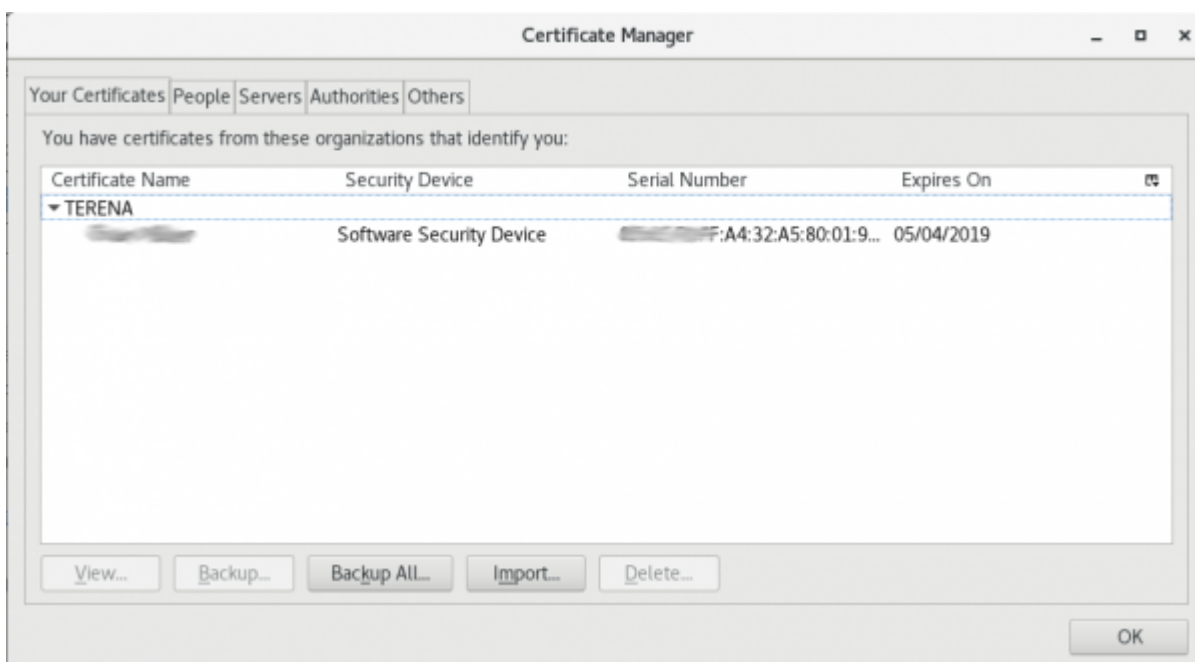 Certificate Manager
Your Certificates People Servers Authorities Others
You have certificates from these organizations that identify you:
Certificate Name Security Device Serial Number Expires On
TERENA
Software Security Device F:A4:32:A5:80:01:9... 05/04/2019
View... Backup... Backup All... Import... Delete...
OK